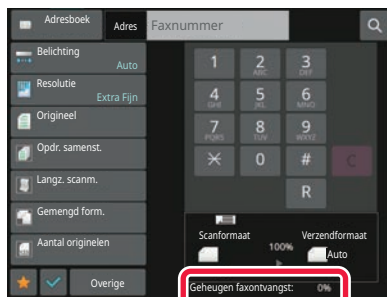 Adresboek
Adres
Faxnummer
Belichting
Auto
Resolutie
Extra Fijn
Origineel
Opdr. samenst.
Langz. scanm.
Gemengd form.
Aantal originelen
Overige
1
2
ABC
3
DEF
4
GHI
5
JKL
6
MNO
7
PQRS
8
TUV
9
WXYZ
0
#
C
R
Scanformaat
100%
Verzendformaat
Auto
Geheugen faxontvangst: 0%